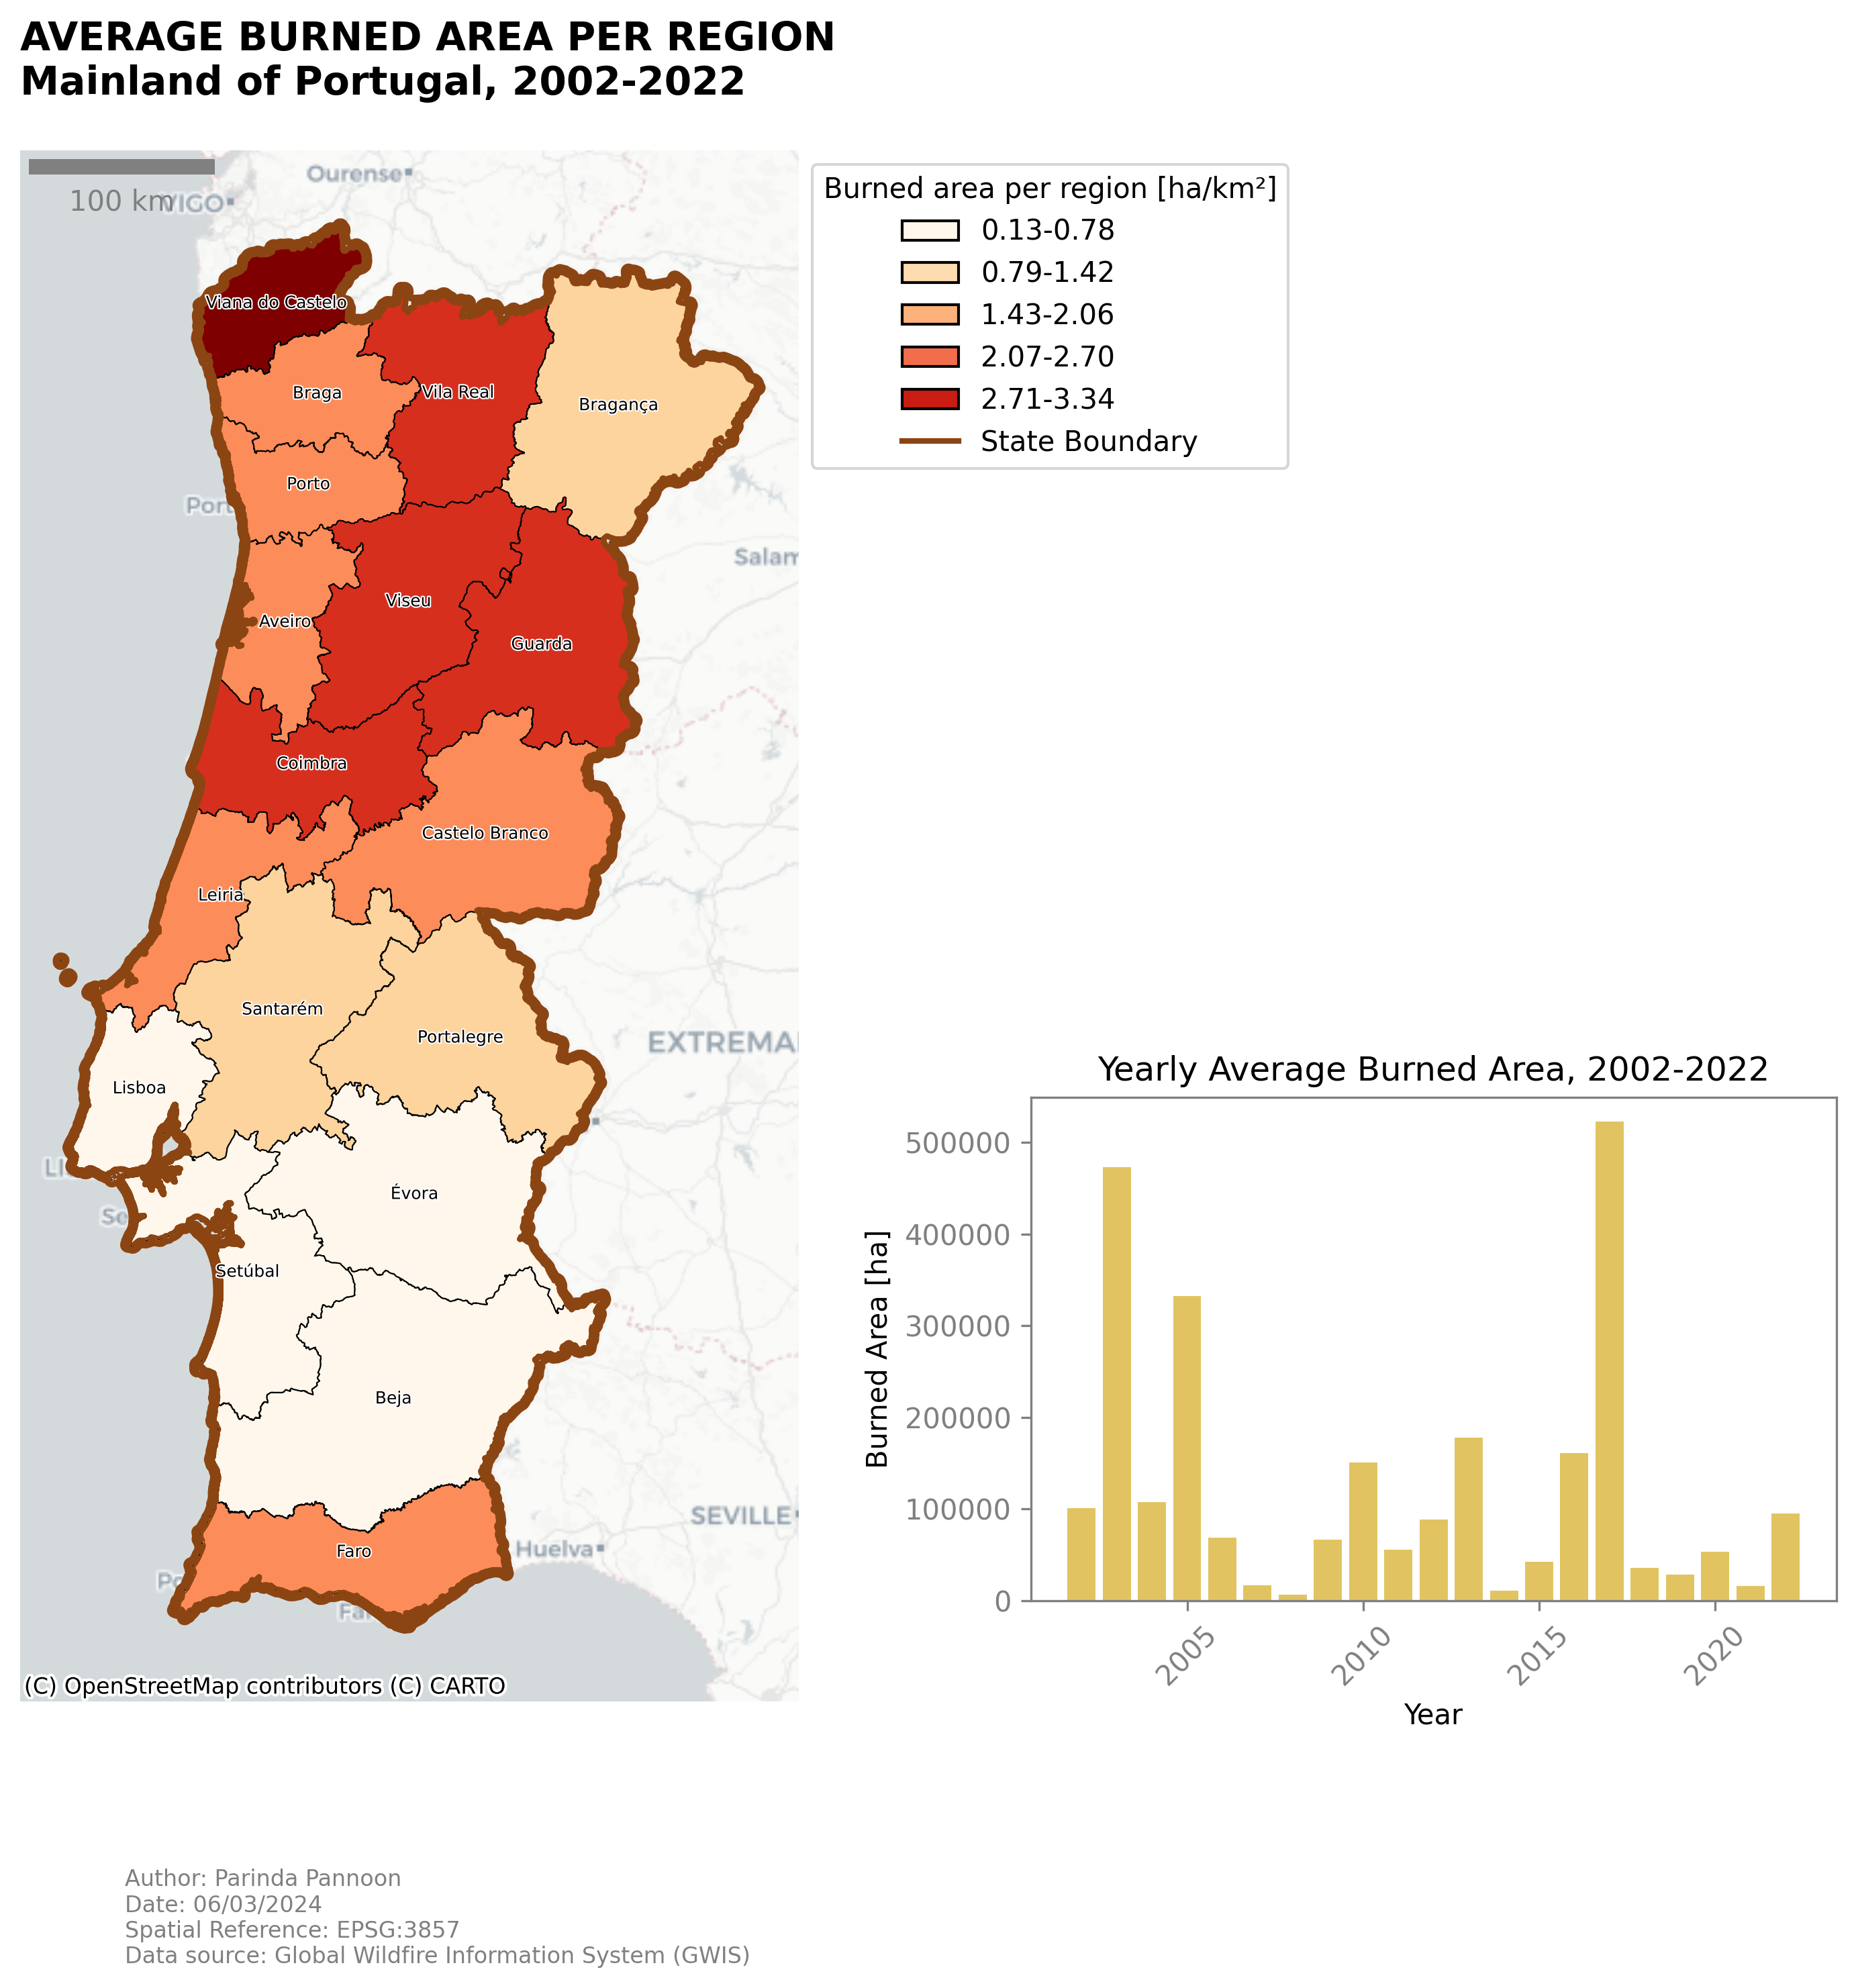 AVERAGE BURNED AREA PER REGION
Mainland of Portugal, 2002-2022
100 km
VIGO
Ourense
Viana do Castelo
Braga
Vila Real
Bragança
Porto
Port
Salam
Viseu
Aveiro
Guarda
Coimbra
Castelo Branco
Leiria
Santarém
Portalegre
EXTREMA
Lisboa
Évora
Se
Setúbal
Beja
SEVILLE
Huelva
Faro
Po
Fa
(C) OpenStreetMap contributors (C) CARTO
Burned area per region [ha/km²]
0.13-0.78
0.79-1.42
1.43-2.06
2.07-2.70
2.71-3.34
State Boundary
Yearly Average Burned Area, 2002-2022
Burned Area [ha]
500000
400000
300000
200000
100000
0
2005
2010
2015
2020
Year
Author: Parinda Pannoon
Date: 06/03/2024
Spatial Reference: EPSG:3857
Data source: Global Wildfire Information System (GWIS)